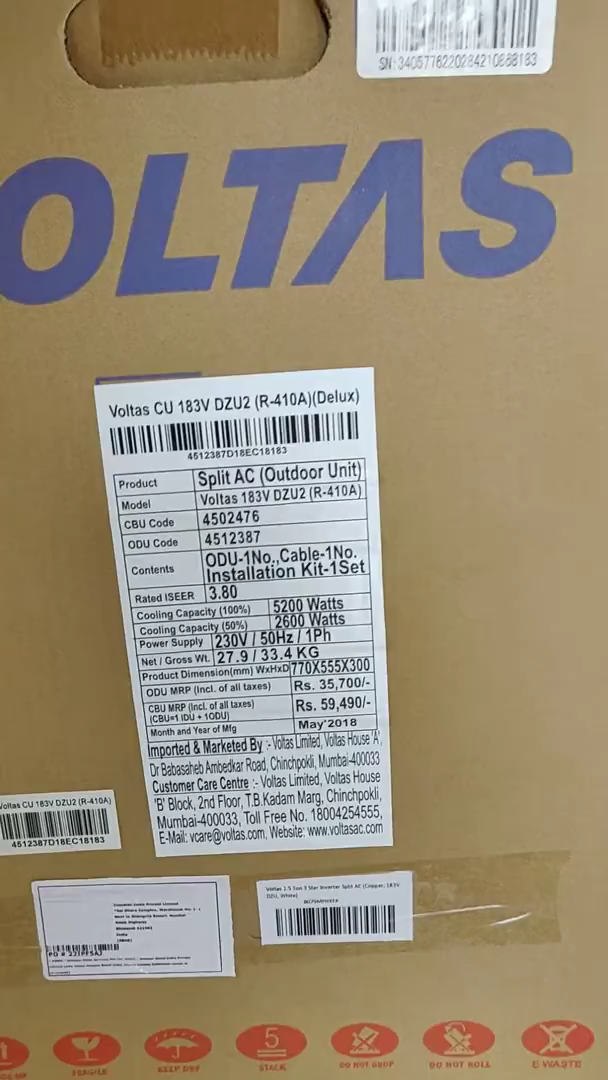 SN:3405776220284210868183
OLTAS
Voltas CU 183V DZU2 (R-410A)(Delux)
4512387D18EC18183
Product Split AC (Outdoor Unit)
Model Voltas 183V DZU2 (R-410A)
CBU Code 4502476
ODU Code 4512387
Contents ODU-1No.,Cable-1No.
Installation Kit-1Set
Rated ISEER 3.80
Cooling Capacity (100%) 5200 Watts
Cooling Capacity (50%) 2600 Watts
Power Supply 230V / 50Hz / 1Ph
Net / Gross Wt. 27.9 / 33.4 KG
Product Dimension(mm) WxHxD 770X555X300
ODU MRP (Incl. of all taxes) Rs. 35,700/-
CBU MRP (Incl. of all taxes) Rs. 59,490/-
(CBU=1 IDU + 1ODU)
Month and Year of Mfg May'2018
Imported & Marketed By :- Voltas Limited, Voltas House 'A',
Dr Babasaheb Ambedkar Road, Chinchpokli, Mumbai-400033
Customer Care Centre :- Voltas Limited, Voltas House
'B' Block, 2nd Floor, T.B.Kadam Marg, Chinchpokli,
Mumbai-400033, Toll Free No. 18004254555,
E-Mail: vcare@voltas.com, Website: www.voltasac.com
Voltas CU 183V DZU2 (R-410A)
4512387D18EC18183
Voltas 1.5 Ton 3 Star Inverter Split AC (Copper, 183V
DZU, White)
India
PO # 2JIPF5AJ
FRAGILE
KEEP DRY
5
STACK
DO NOT DROP
DO NOT ROLL
E-WASTE